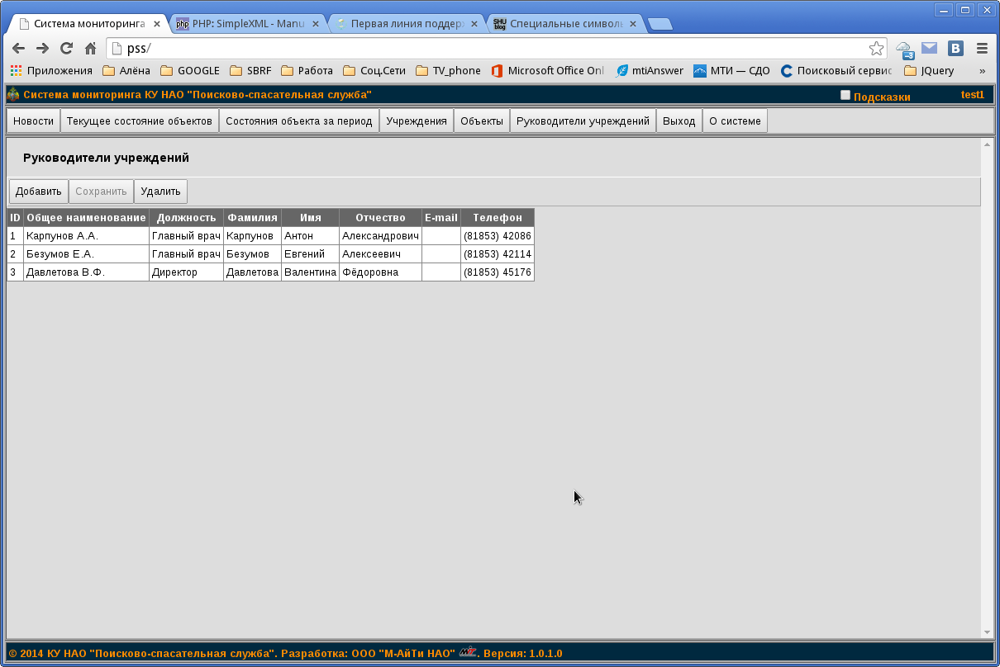 Система мониторинга
PHP: SimpleXML - Manu
Первая линия поддерж
Специальные символь
pss/
Приложения Алёна GOOGLE SBRF Работа Соц.Сети TV_phone Microsoft Office Onl mtiAnswer МТИ — СДО Поисковый сервис JQuery »
Система мониторинга КУ НАО "Поисково-спасательная служба" Подсказки test1
Новости Текущее состояние объектов Состояния объекта за период Учреждения Объекты Руководители учреждений Выход О системе
Руководители учреждений
Добавить Сохранить Удалить
ID Общее наименование Должность Фамилия Имя Отчество E-mail Телефон
1 Карпунов А.А. Главный врач Карпунов Антон Александрович (81853) 42086
2 Безумов Е.А. Главный врач Безумов Евгений Алексеевич (81853) 42114
3 Давлетова В.Ф. Директор Давлетова Валентина Фёдоровна (81853) 45176
© 2014 КУ НАО "Поисково-спасательная служба". Разработка: ООО "М-АйТи НАО" . Версия: 1.0.1.0